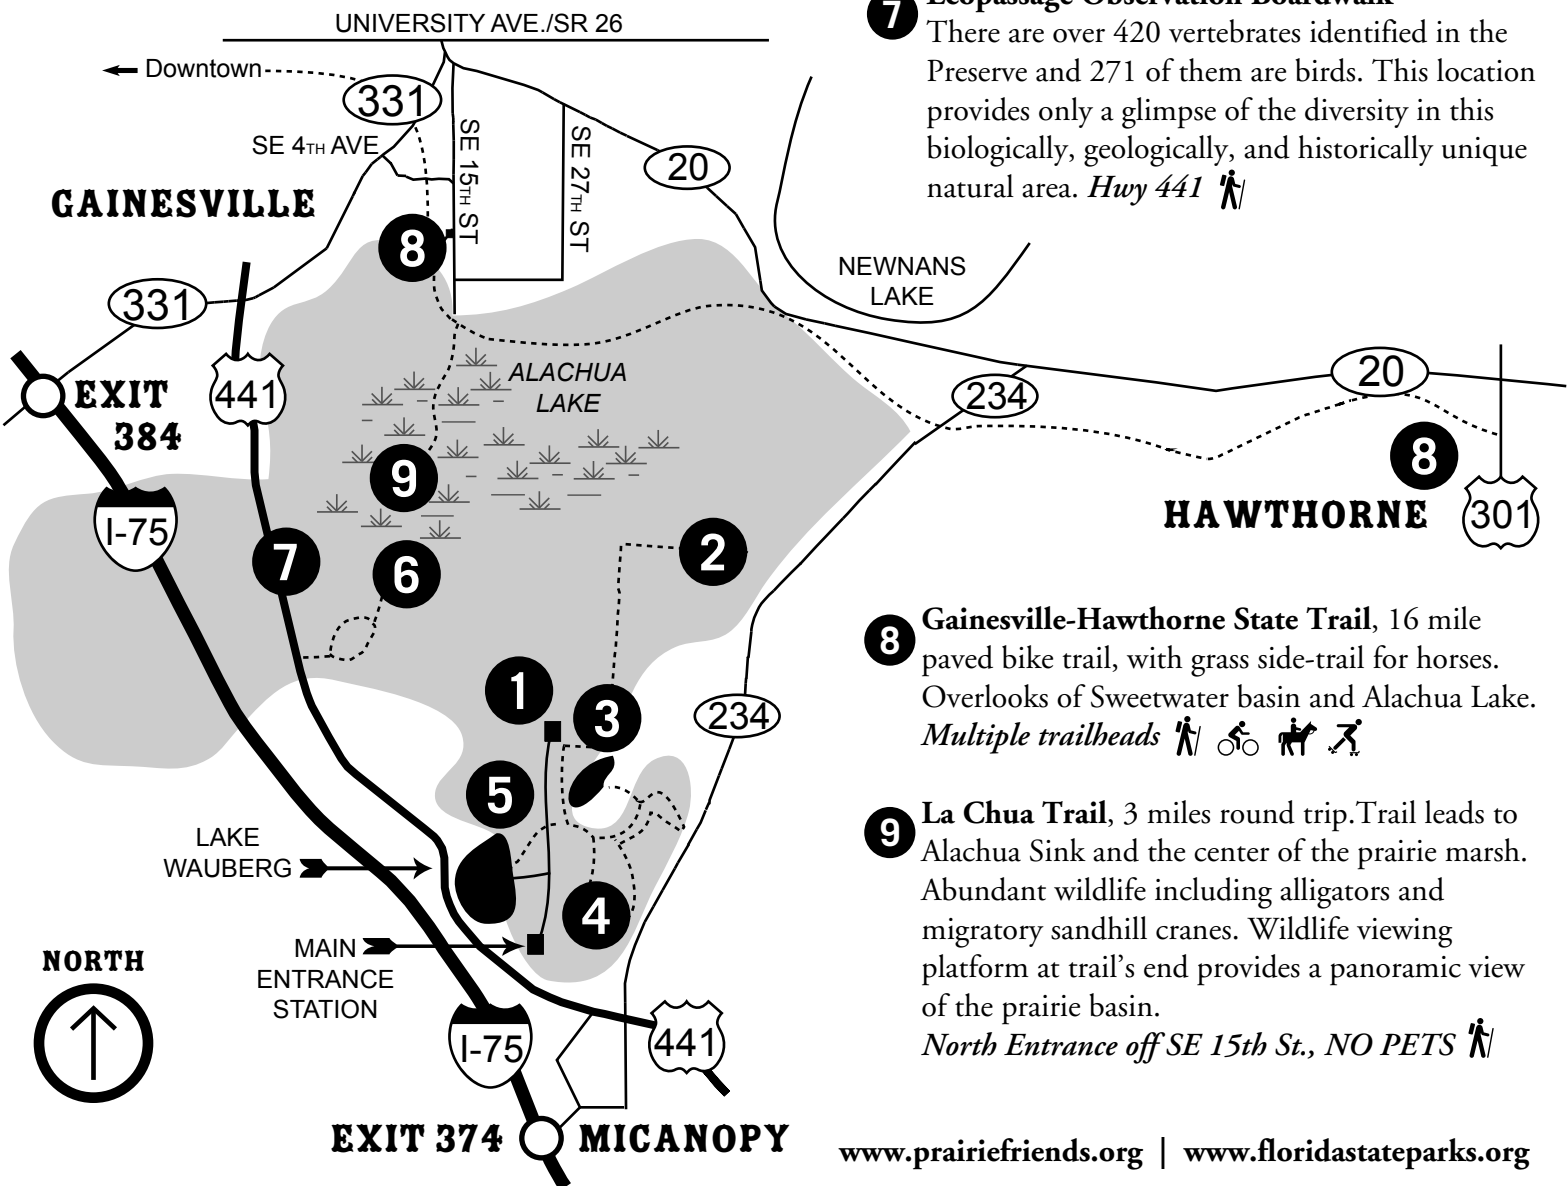 UNIVERSITY AVE./SR 26
Downtown
331
SE 4TH AVE
SE 15TH ST
SE 27TH ST
20
GAINESVILLE
8
331
NEWNANS
LAKE
EXIT
384
441
ALACHUA
LAKE
234
20
8
HAWTHORNE
301
I-75
9
7
6
2
1
3
234
5
LAKE
WAUBERG
4
MAIN
ENTRANCE
STATION
NORTH
I-75
441
EXIT 374
MICANOPY
7
Ecopassage Observation Boardwalk
There are over 420 vertebrates identified in the
Preserve and 271 of them are birds. This location
provides only a glimpse of the diversity in this
biologically, geologically, and historically unique
natural area. Hwy 441
8
Gainesville-Hawthorne State Trail, 16 mile
paved bike trail, with grass side-trail for horses.
Overlooks of Sweetwater basin and Alachua Lake.
Multiple trailheads
9
La Chua Trail, 3 miles round trip.Trail leads to
Alachua Sink and the center of the prairie marsh.
Abundant wildlife including alligators and
migratory sandhill cranes. Wildlife viewing
platform at trail's end provides a panoramic view
of the prairie basin.
North Entrance off SE 15th St., NO PETS
www.prairiefriends.org | www.floridastateparks.org